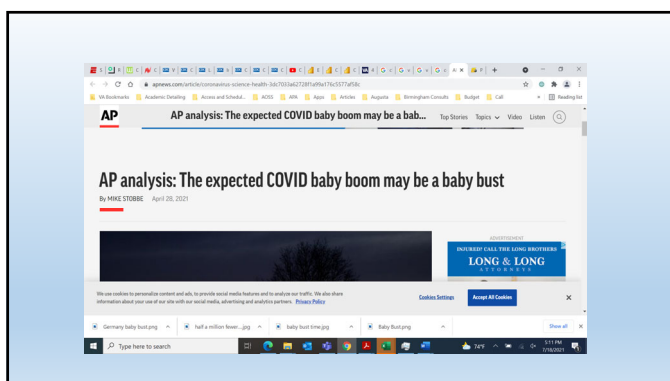 apnews.com/article/coronavirus-science-health-3dc7033a62728f1a99a176c5577af58c
VA Bookmarks Academic Detailing Access and Schedul... AOSS APA Apps Articles Augusta Birmingham Consults Budget Call » Reading list
AP AP analysis: The expected COVID baby boom may be a bab... Top Stories Topics Video Listen
AP analysis: The expected COVID baby boom may be a baby bust
By MIKE STOBBE April 28, 2021
ADVERTISEMENT
INJURED? CALL THE LONG BROTHERS
LONG & LONG
ATTORNEYS
We use cookies to personalize content and ads, to provide social media features and to analyze our traffic. We also share
information about your use of our site with our social media, advertising and analytics partners. Privacy Policy
Cookies Settings Accept All Cookies
Germany baby bust.png half a million fewer....jpg baby bust time.jpg Baby Bust.png Show all
Type here to search 74°F 5:11 PM
7/18/2021